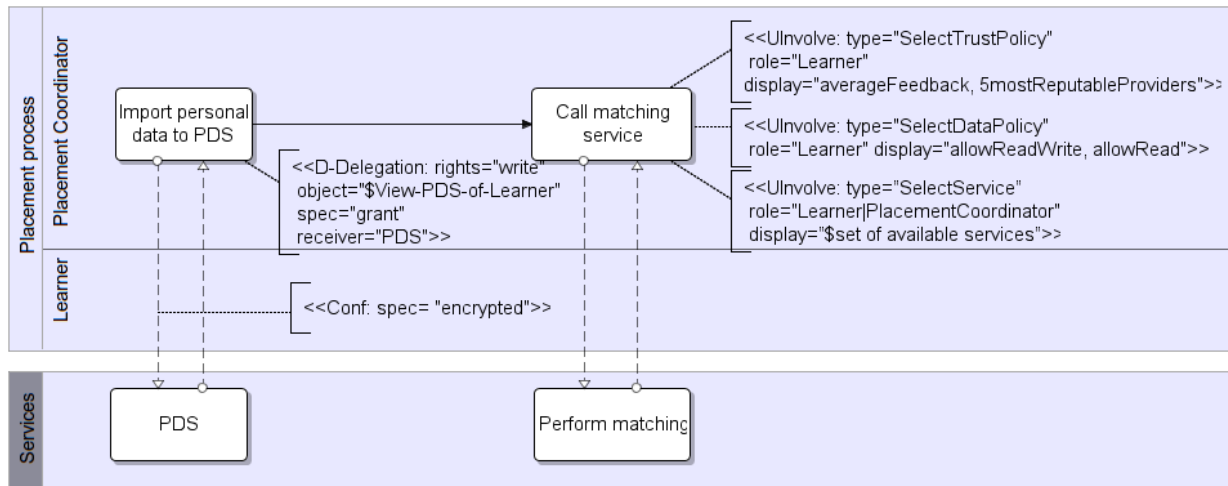 Placement process
Placement Coordinator
Import personal
data to PDS
Call matching
service
<<UInvolve: type="SelectTrustPolicy"
role="Learner"
display="averageFeedback, 5mostReputableProviders">>
<<UInvolve: type="SelectDataPolicy"
role="Learner" display="allowReadWrite, allowRead">>
<<UInvolve: type="SelectService"
role="Learner|PlacementCoordinator"
display="$set of available services">>
<<D-Delegation: rights="write"
object="$View-PDS-of-Learner"
spec="grant"
receiver="PDS">>
Learner
<<Conf: spec= "encrypted">>
Services
PDS
Perform matching